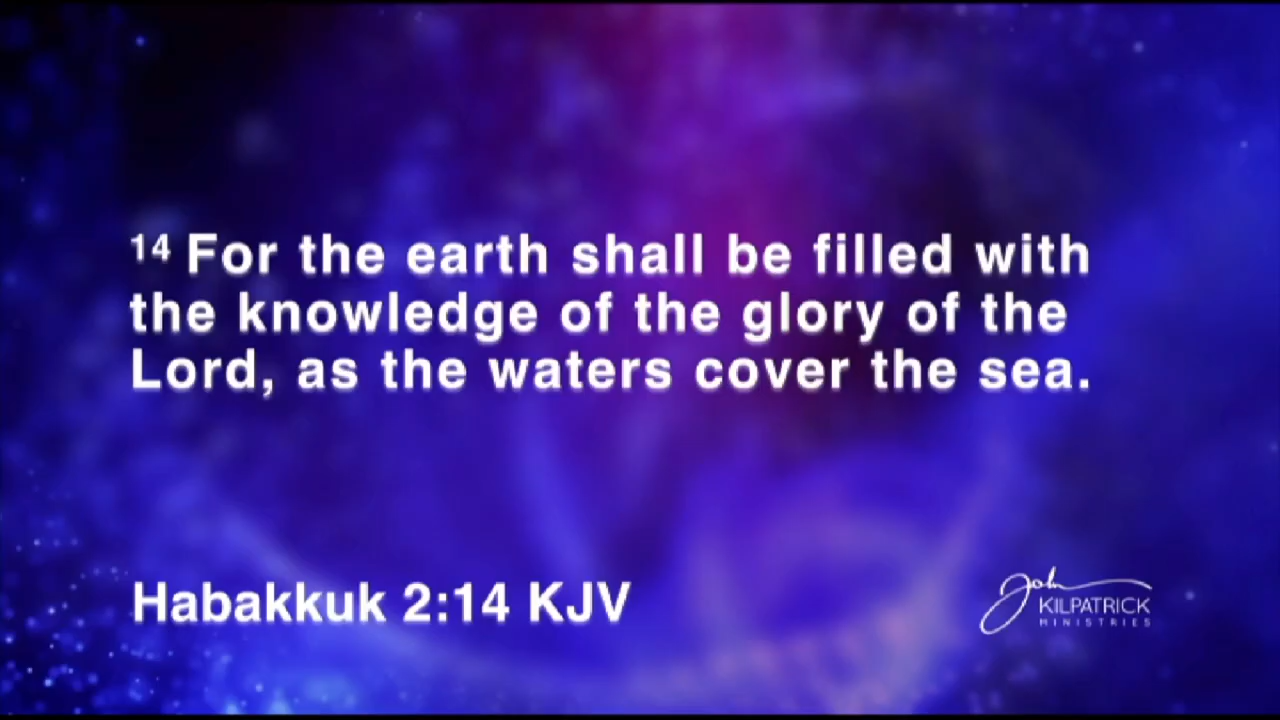 14 For the earth shall be filled with
the knowledge of the glory of the
Lord, as the waters cover the sea.
Habakkuk 2:14 KJV
John
KILPATRICK
MINISTRIES